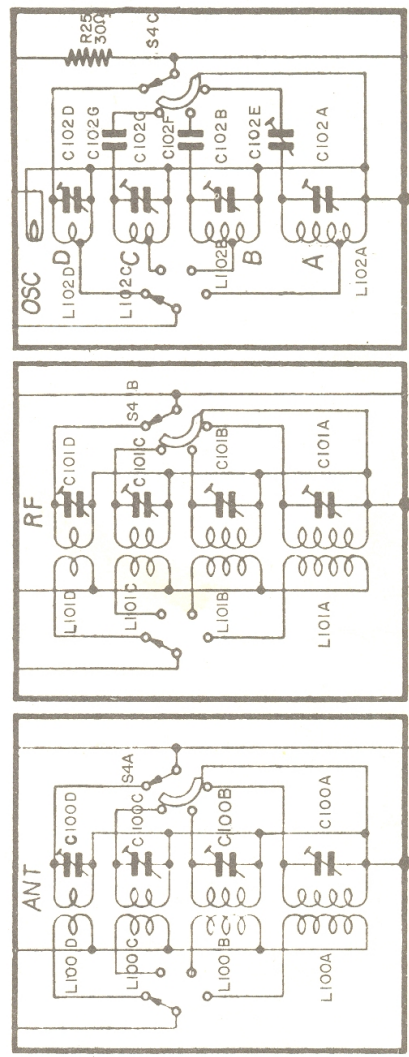 R25
30Ω
S4C
C102D
C102G
C102C
C102F
C102B
C102E
C102A
OSC
L102D
D
L102C
C
L102B
B
A
L102A
S4B
C101D
C101C
C101B
C101A
RF
L101D
L101C
L101B
L101A
S4A
C100D
C100C
C100B
C100A
ANT
L100D
L100C
L100B
L100A